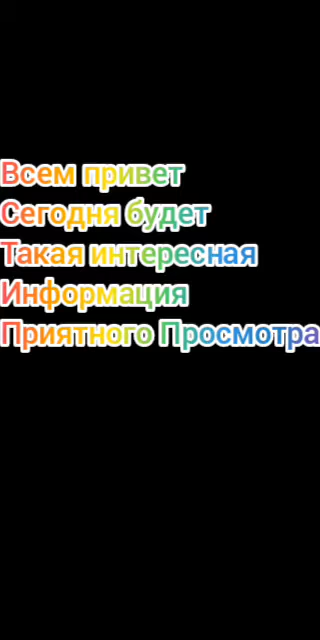 Всем привет
Сегодня будет
Такая интересная
Информация
Приятного Просмотра